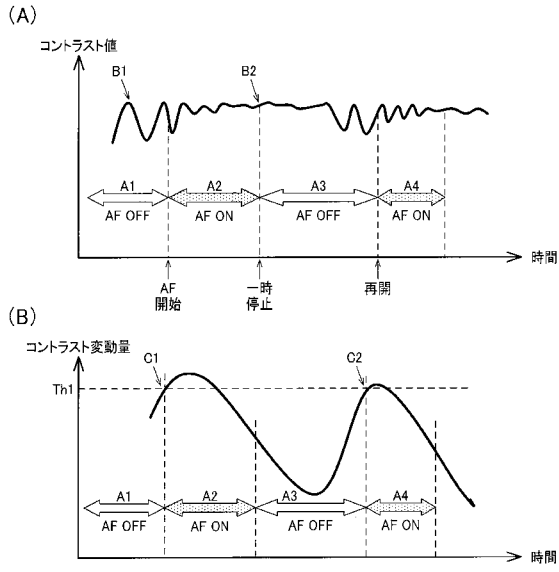 (A)
コントラスト値
B1
B2
A1
A2
A3
A4
AF OFF
AF ON
AF OFF
AF ON
時間
AF
開始
一時
停止
再開
(B)
コントラスト変動量
C1
C2
Th1
A1
A2
A3
A4
AF OFF
AF ON
AF OFF
AF ON
時間